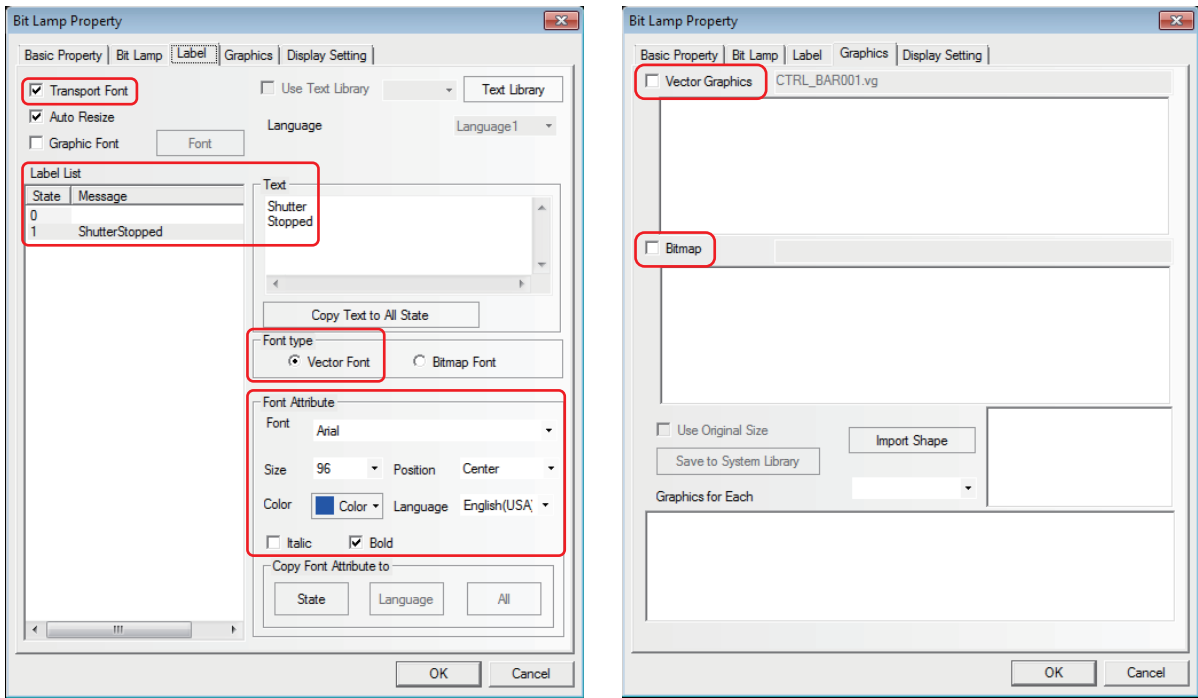 Bit Lamp Property
Basic Property Bit Lamp Label Graphics Display Setting
Transport Font
Use Text Library
Text Library
Auto Resize
Language
Language1
Graphic Font
Font
Label List
State Message
0
1 ShutterStopped
Text
Shutter
Stopped
Copy Text to All State
Font type
Vector Font
Bitmap Font
Font Attribute
Font
Arial
Size 96 Position Center
Color Color Language English(USA)
Italic Bold
Copy Font Attribute to
State Language All
OK Cancel
Bit Lamp Property
Basic Property Bit Lamp Label Graphics Display Setting
Vector Graphics CTRL_BAR001.vg
Bitmap
Use Original Size
Import Shape
Save to System Library
Graphics for Each
OK Cancel